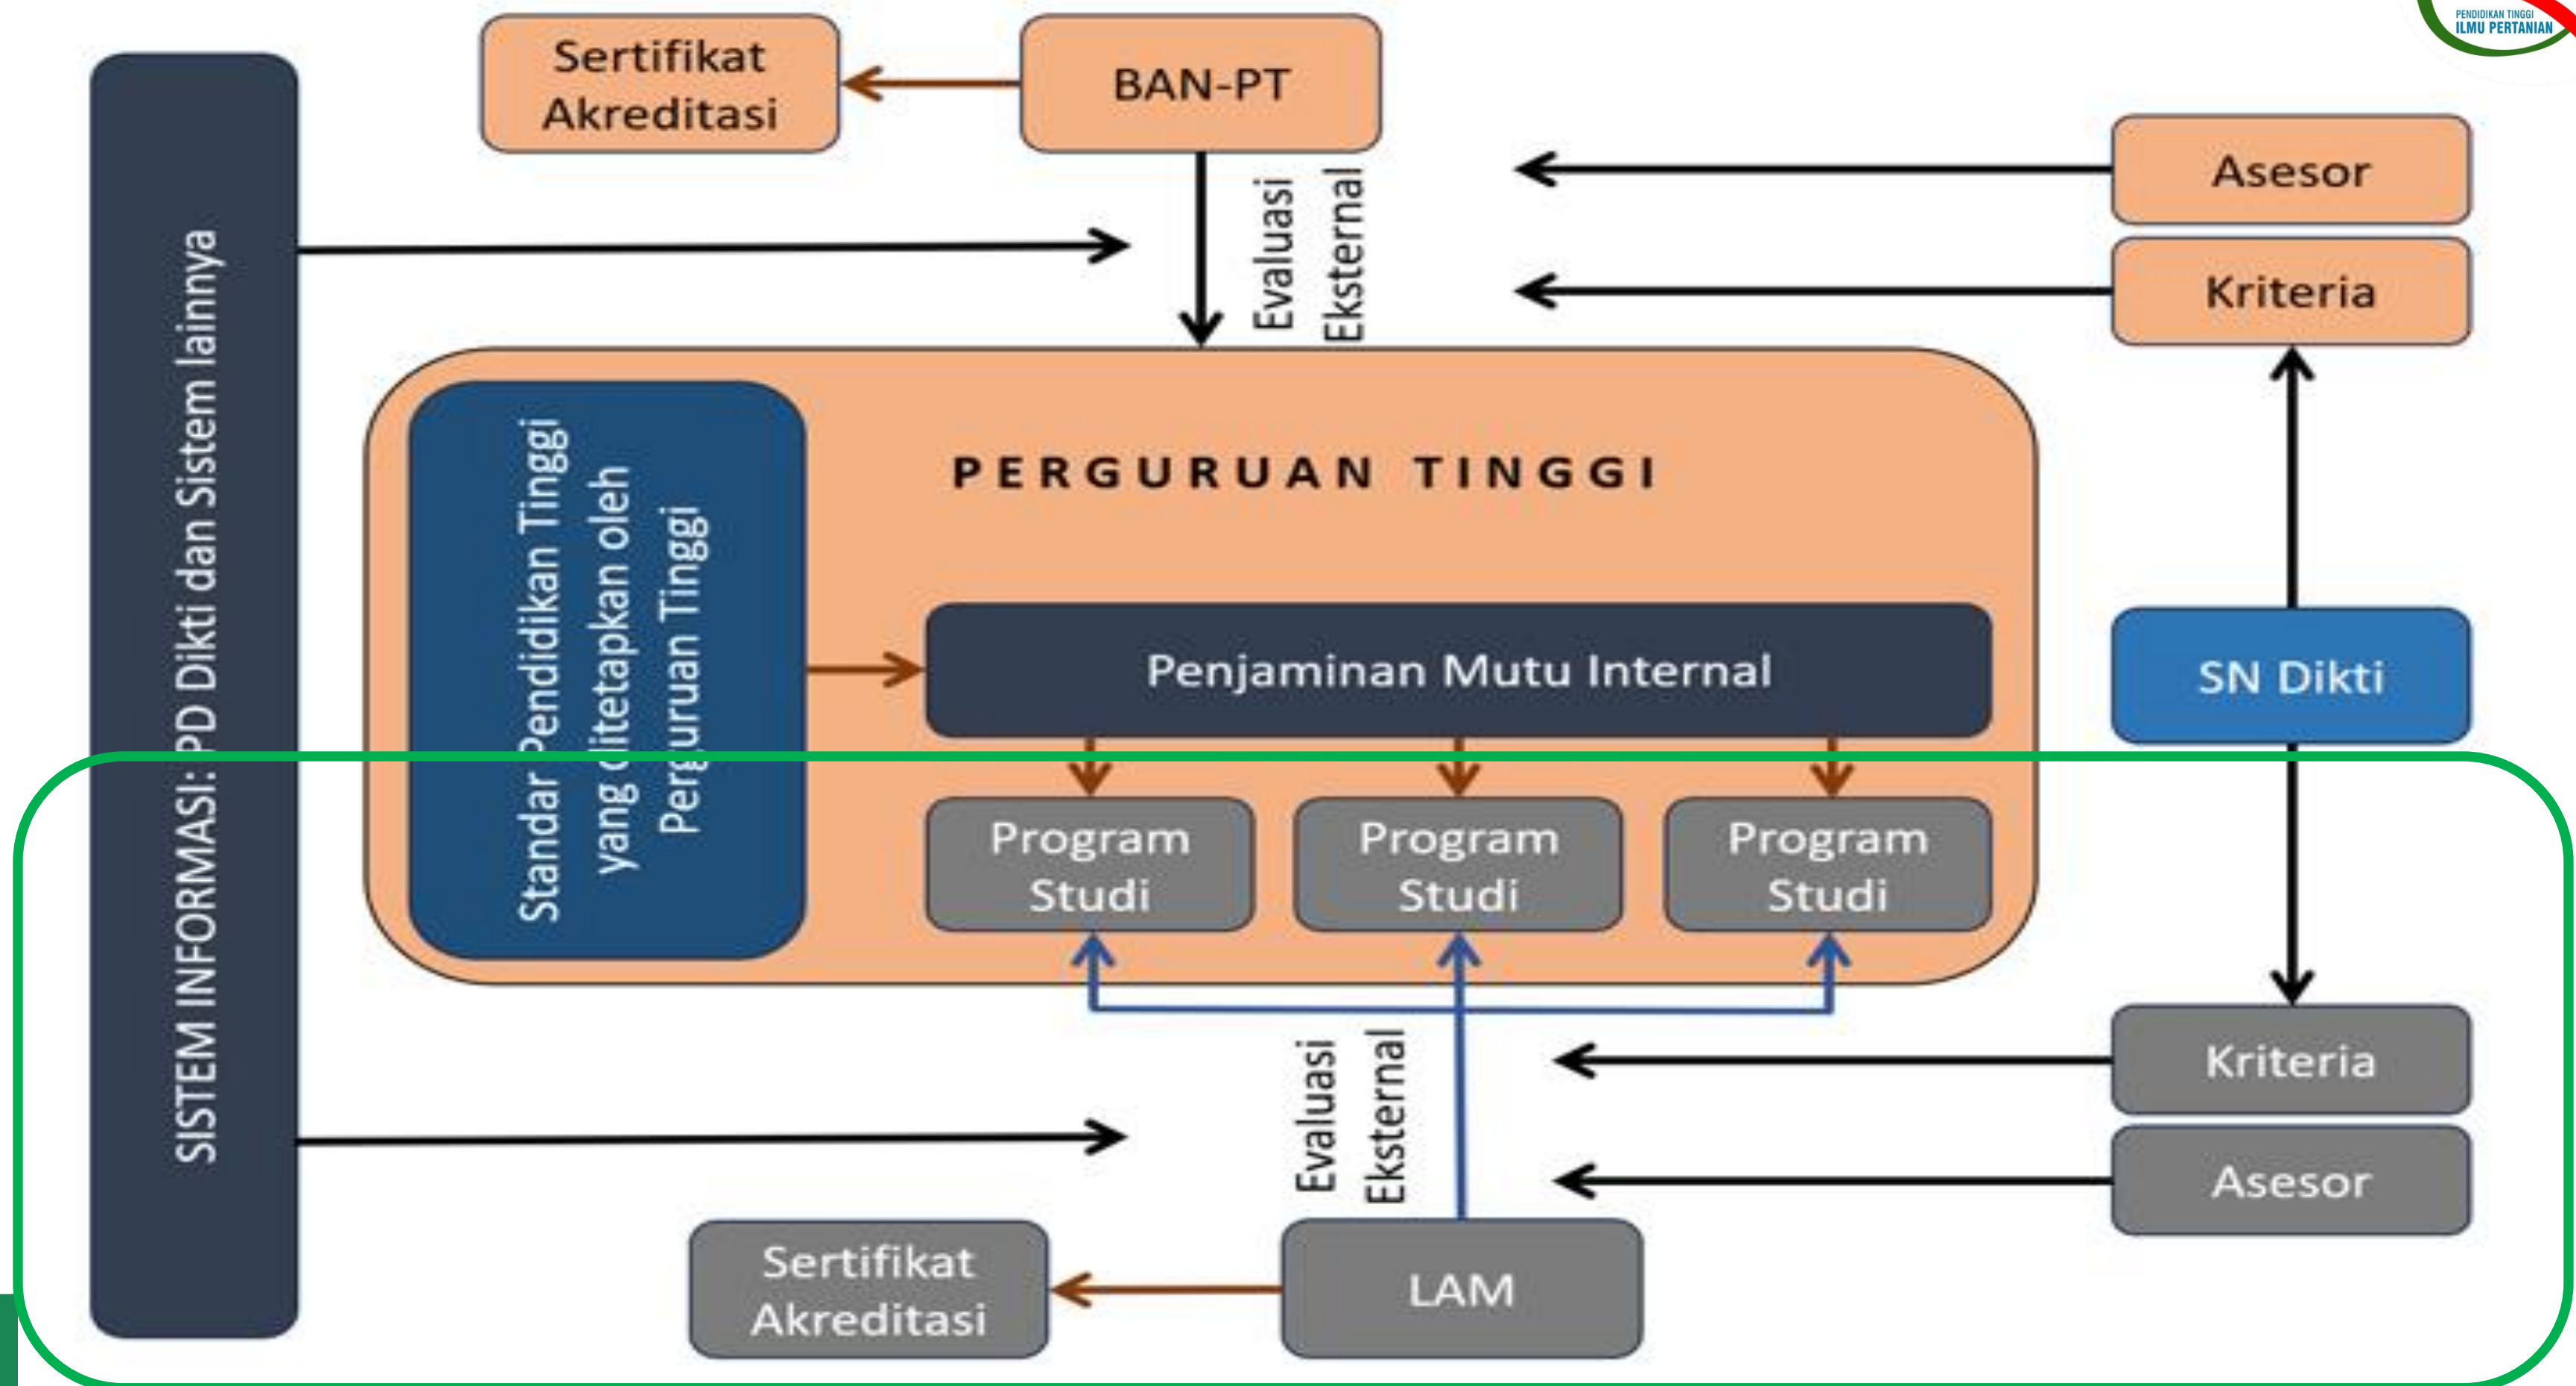 PENDIDIKAN TINGGI
ILMU PERTANIAN
Sertifikat
Akreditasi
BAN-PT
Asesor
Kriteria
Evaluasi
Eksternal
SISTEM INFORMASI: PD Dikti dan Sistem lainnya
PERGURUAN TINGGI
Standar Pendidikan Tinggi
yang ditetapkan oleh
Perguruan Tinggi
Penjaminan Mutu Internal
SN Dikti
Program
Studi
Program
Studi
Program
Studi
Evaluasi
Eksternal
Kriteria
Asesor
Sertifikat
Akreditasi
LAM